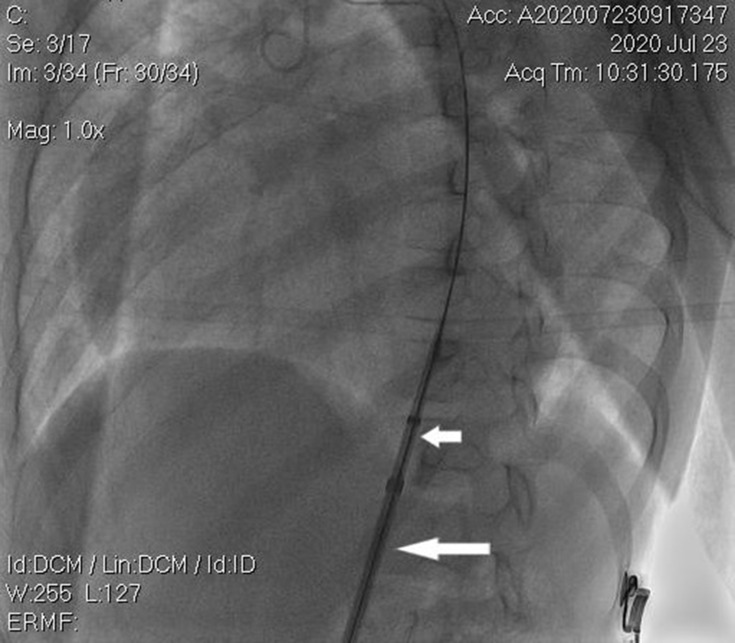 C:
Se: 3/17
Im: 3/34 (Fr: 30/34)
Mag: 1.0x
Acc: A202007230917347
2020 Jul 23
Acq Tm: 10:31:30.175
Id:DCM / Lin:DCM / Id:ID
W:255 L:127
ERMF: